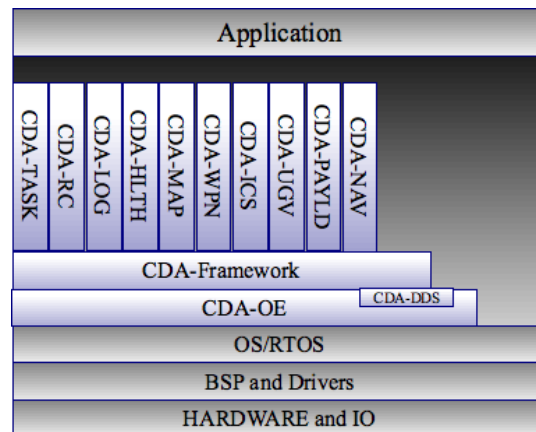 Application
CDA-TASK
CDA-RC
CDA-LOG
CDA-HLTH
CDA-MAP
CDA-WPN
CDA-ICS
CDA-UGV
CDA-PAYLD
CDA-NAV
CDA-Framework
CDA-DDS
CDA-OE
OS/RTOS
BSP and Drivers
HARDWARE and IO